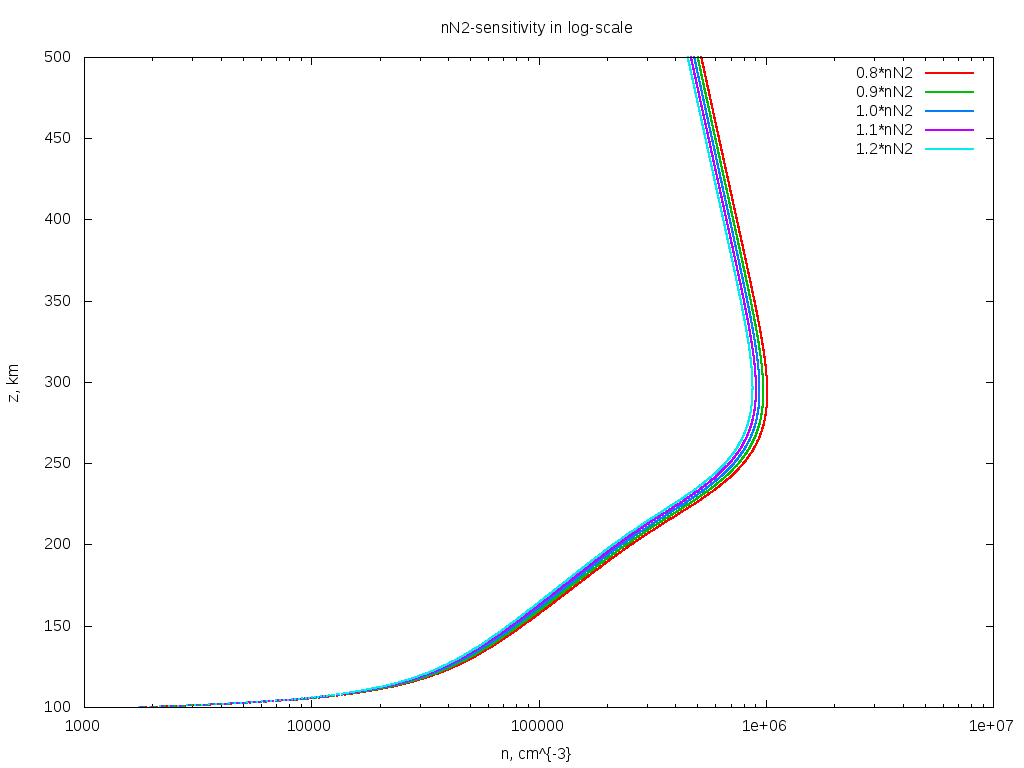 nN2-sensitivity in log-scale
500
450
400
350
300
250
200
150
100
z, km
0.8*nN2
0.9*nN2
1.0*nN2
1.1*nN2
1.2*nN2
1000
10000
100000
1e+06
1e+07
n, cm^{-3}